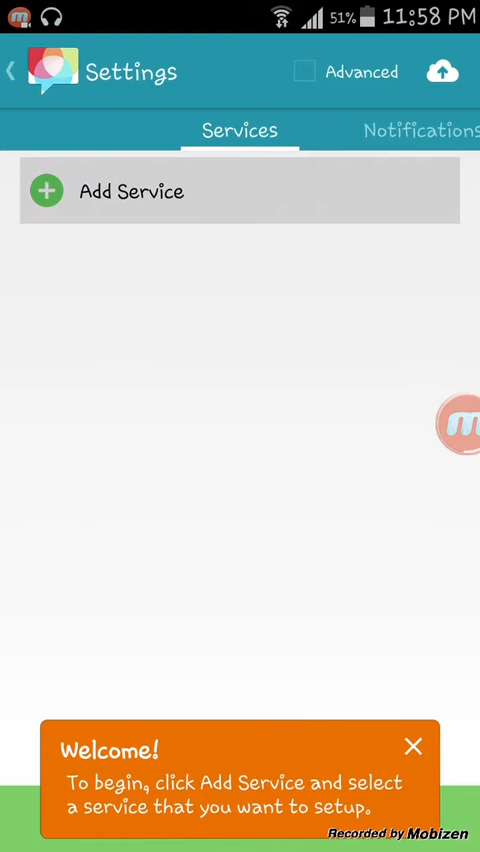 51% 11:58 PM
Settings Advanced
Services Notifications
Add Service
m
Welcome!
To begin, click Add Service and select
a service that you want to setup.
Recorded by Mobizen